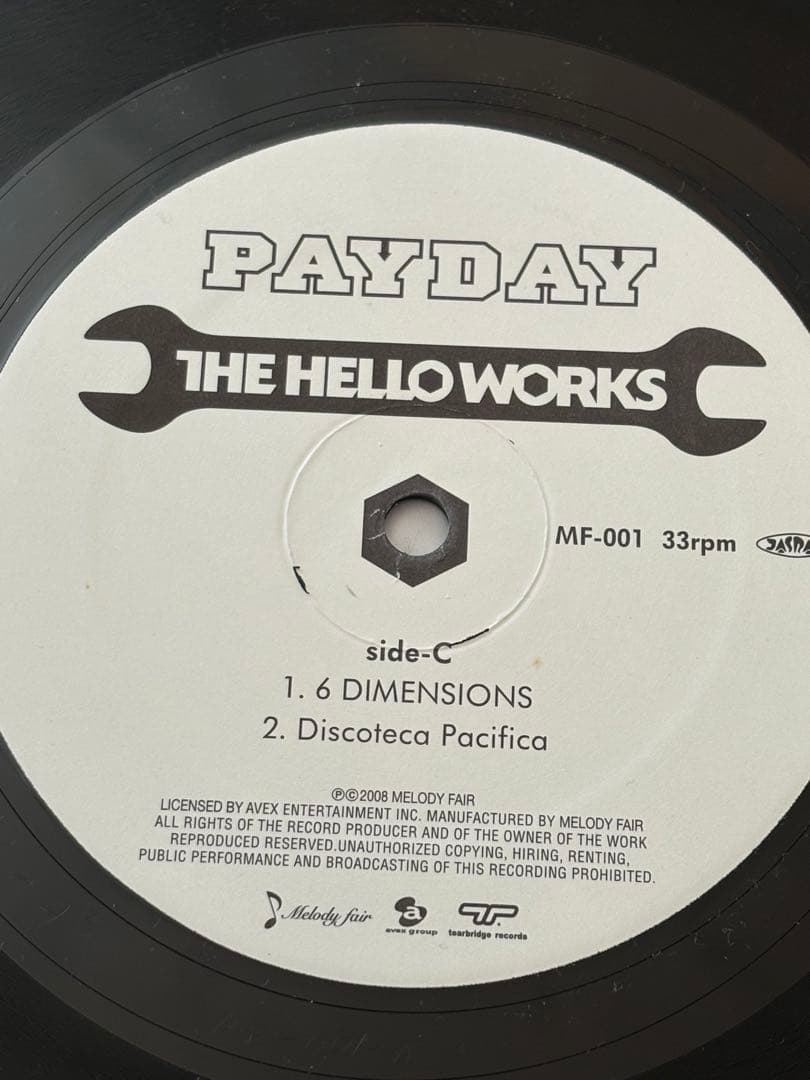 PAYDAY
THE HELLO WORKS
MF-001 33rpm
side-C
1. 6 DIMENSIONS
2. Discoteca Pacifica
℗©2008 MELODY FAIR
LICENSED BY AVEX ENTERTAINMENT INC. MANUFACTURED BY MELODY FAIR
ALL RIGHTS OF THE RECORD PRODUCER AND OF THE OWNER OF THE WORK
REPRODUCED RESERVED.UNAUTHORIZED COPYING, HIRING, RENTING,
PUBLIC PERFORMANCE AND BROADCASTING OF THIS RECORDING PROHIBITED.
Melody fair
a
avex group
tearbridge records